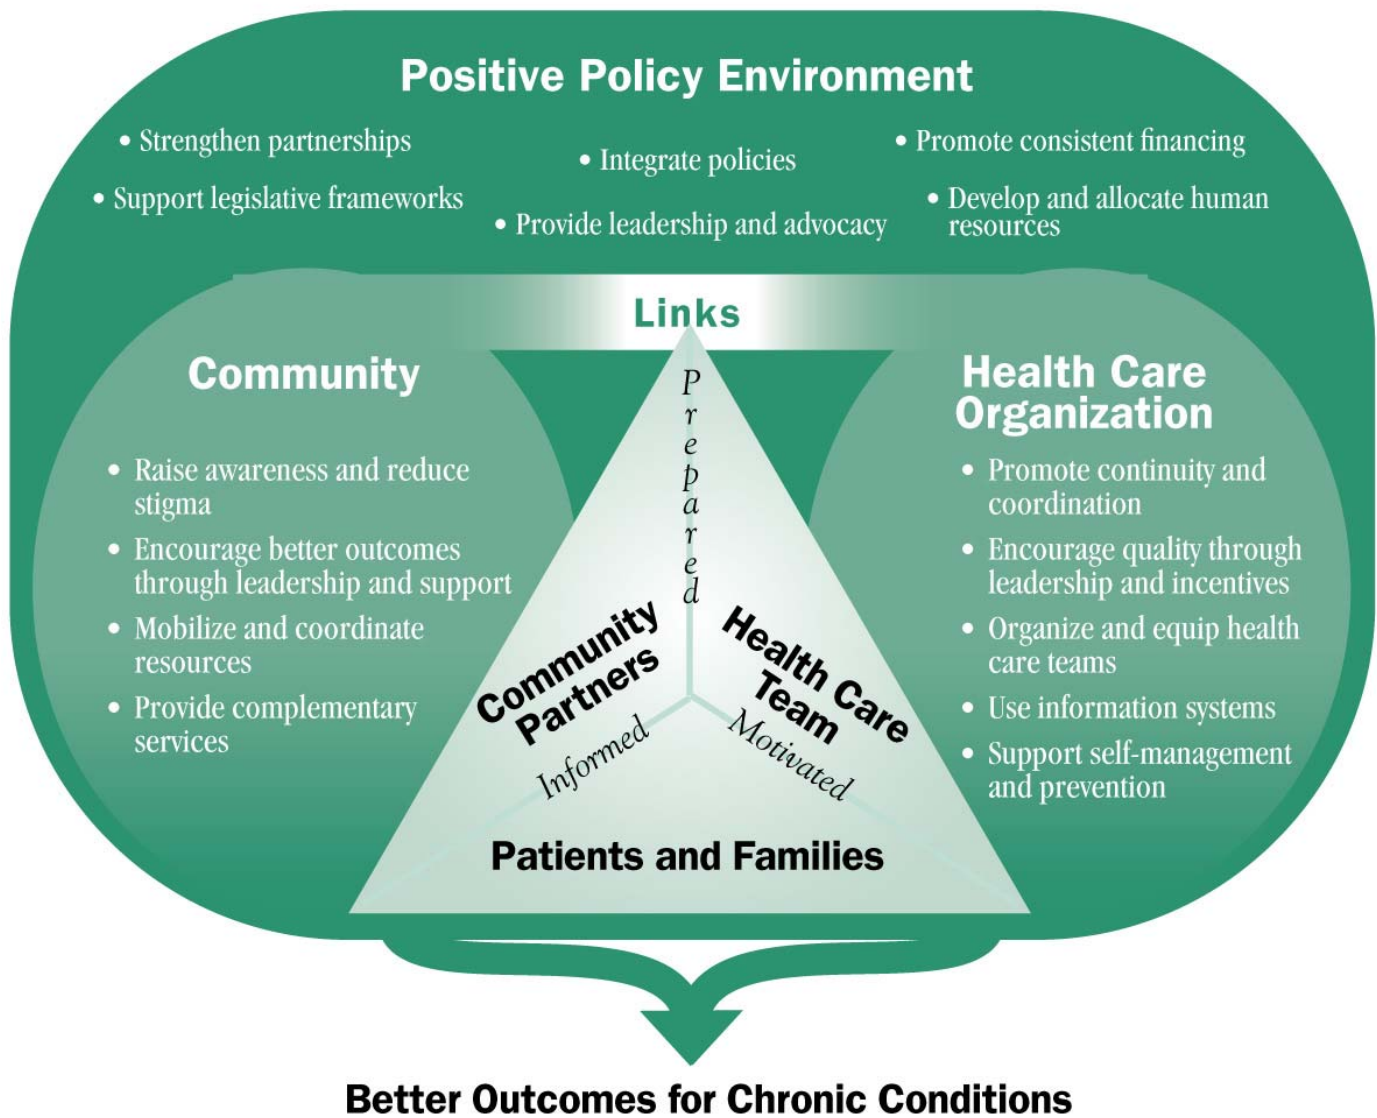 Positive Policy Environment
• Strengthen partnerships
• Support legislative frameworks
• Integrate policies
• Provide leadership and advocacy
• Promote consistent financing
• Develop and allocate human
resources
Links
Community
• Raise awareness and reduce
stigma
• Encourage better outcomes
through leadership and support
• Mobilize and coordinate
resources
• Provide complementary
services
Prepared
Community
Partners
Informed
Health Care
Team
Motivated
Patients and Families
Health Care
Organization
• Promote continuity and
coordination
• Encourage quality through
leadership and incentives
• Organize and equip health
care teams
• Use information systems
• Support self-management
and prevention
Better Outcomes for Chronic Conditions